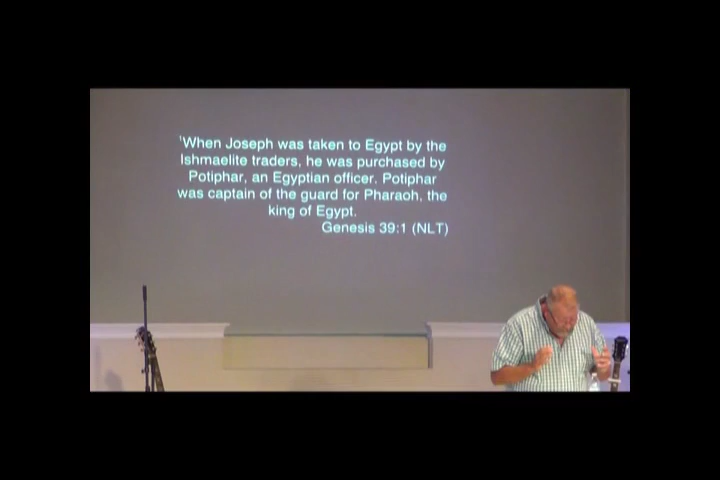 ¹When Joseph was taken to Egypt by the
Ishmaelite traders, he was purchased by
Potiphar, an Egyptian officer. Potiphar
was captain of the guard for Pharaoh, the
king of Egypt.
Genesis 39:1 (NLT)